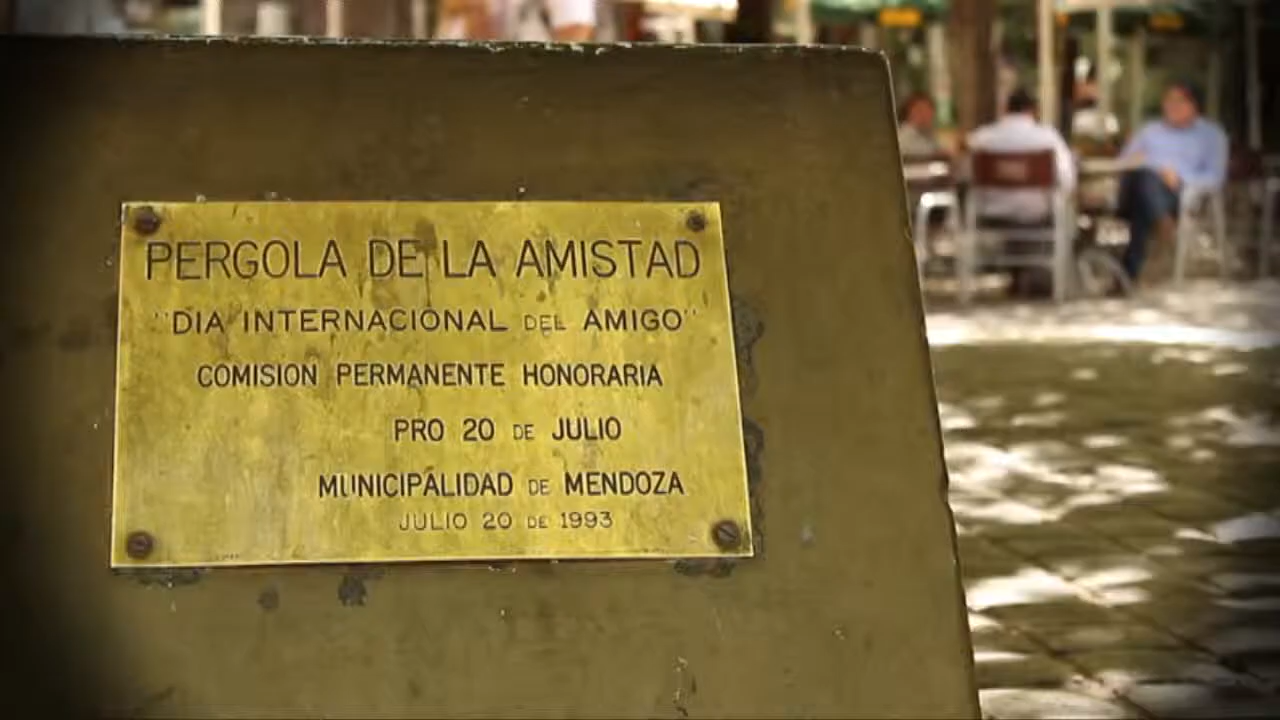 PERGOLA DE LA AMISTAD
"DIA INTERNACIONAL DEL AMIGO"
COMISION PERMANENTE HONORARIA
PRO 20 DE JULIO
MUNICIPALIDAD DE MENDOZA
JULIO 20 DE 1993